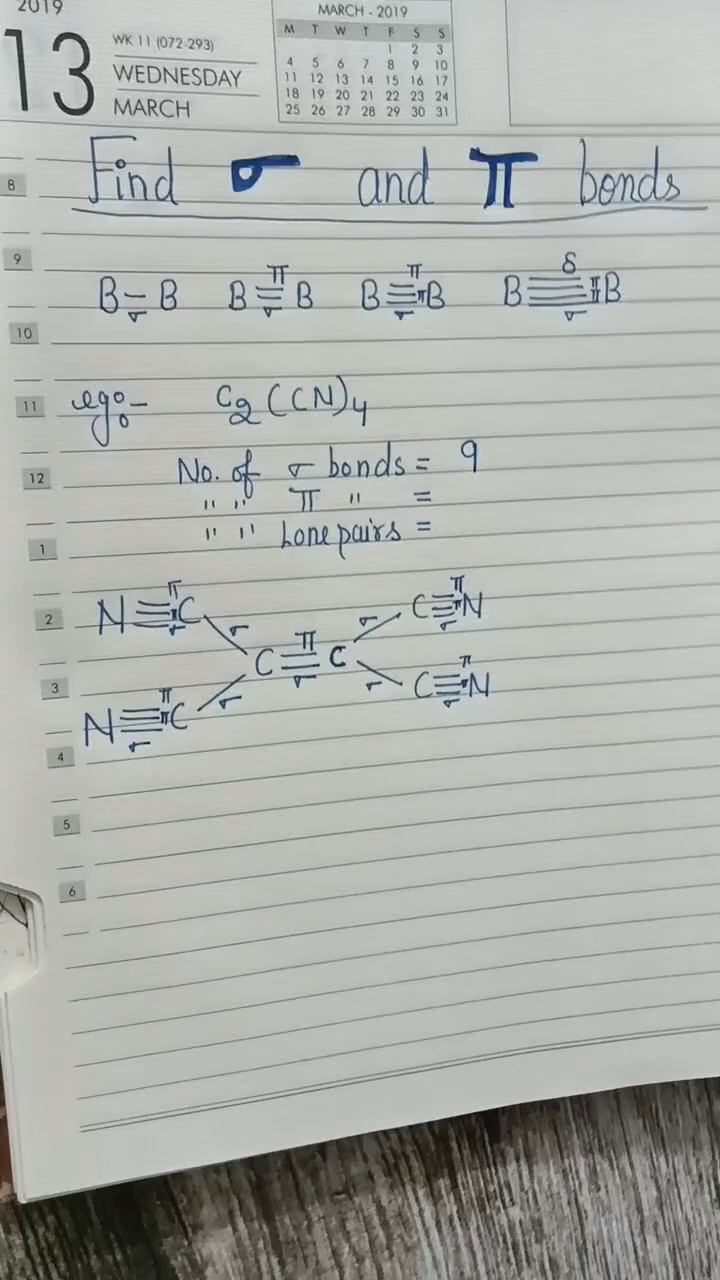 2019
13
WK 11 (072-293)
WEDNESDAY
MARCH
MARCH - 2019
M T W T F S S
1 2 3
4 5 6 7 8 9 10
11 12 13 14 15 16 17
18 19 20 21 22 23 24
25 26 27 28 29 30 31
8
Find σ and π bonds
9
B–B B=B B≡B B≣B
σ π σ π π σ δ π π σ
10
11
eg:- C₂(CN)₄
12
No. of σ bonds = 9
" " π " =
1
" " Lone pairs =
2
N≡C C≡N
π π σ σ σ π π σ
C=C
π σ
3
N≡C C≡N
π π σ σ σ π π σ
4
5
6